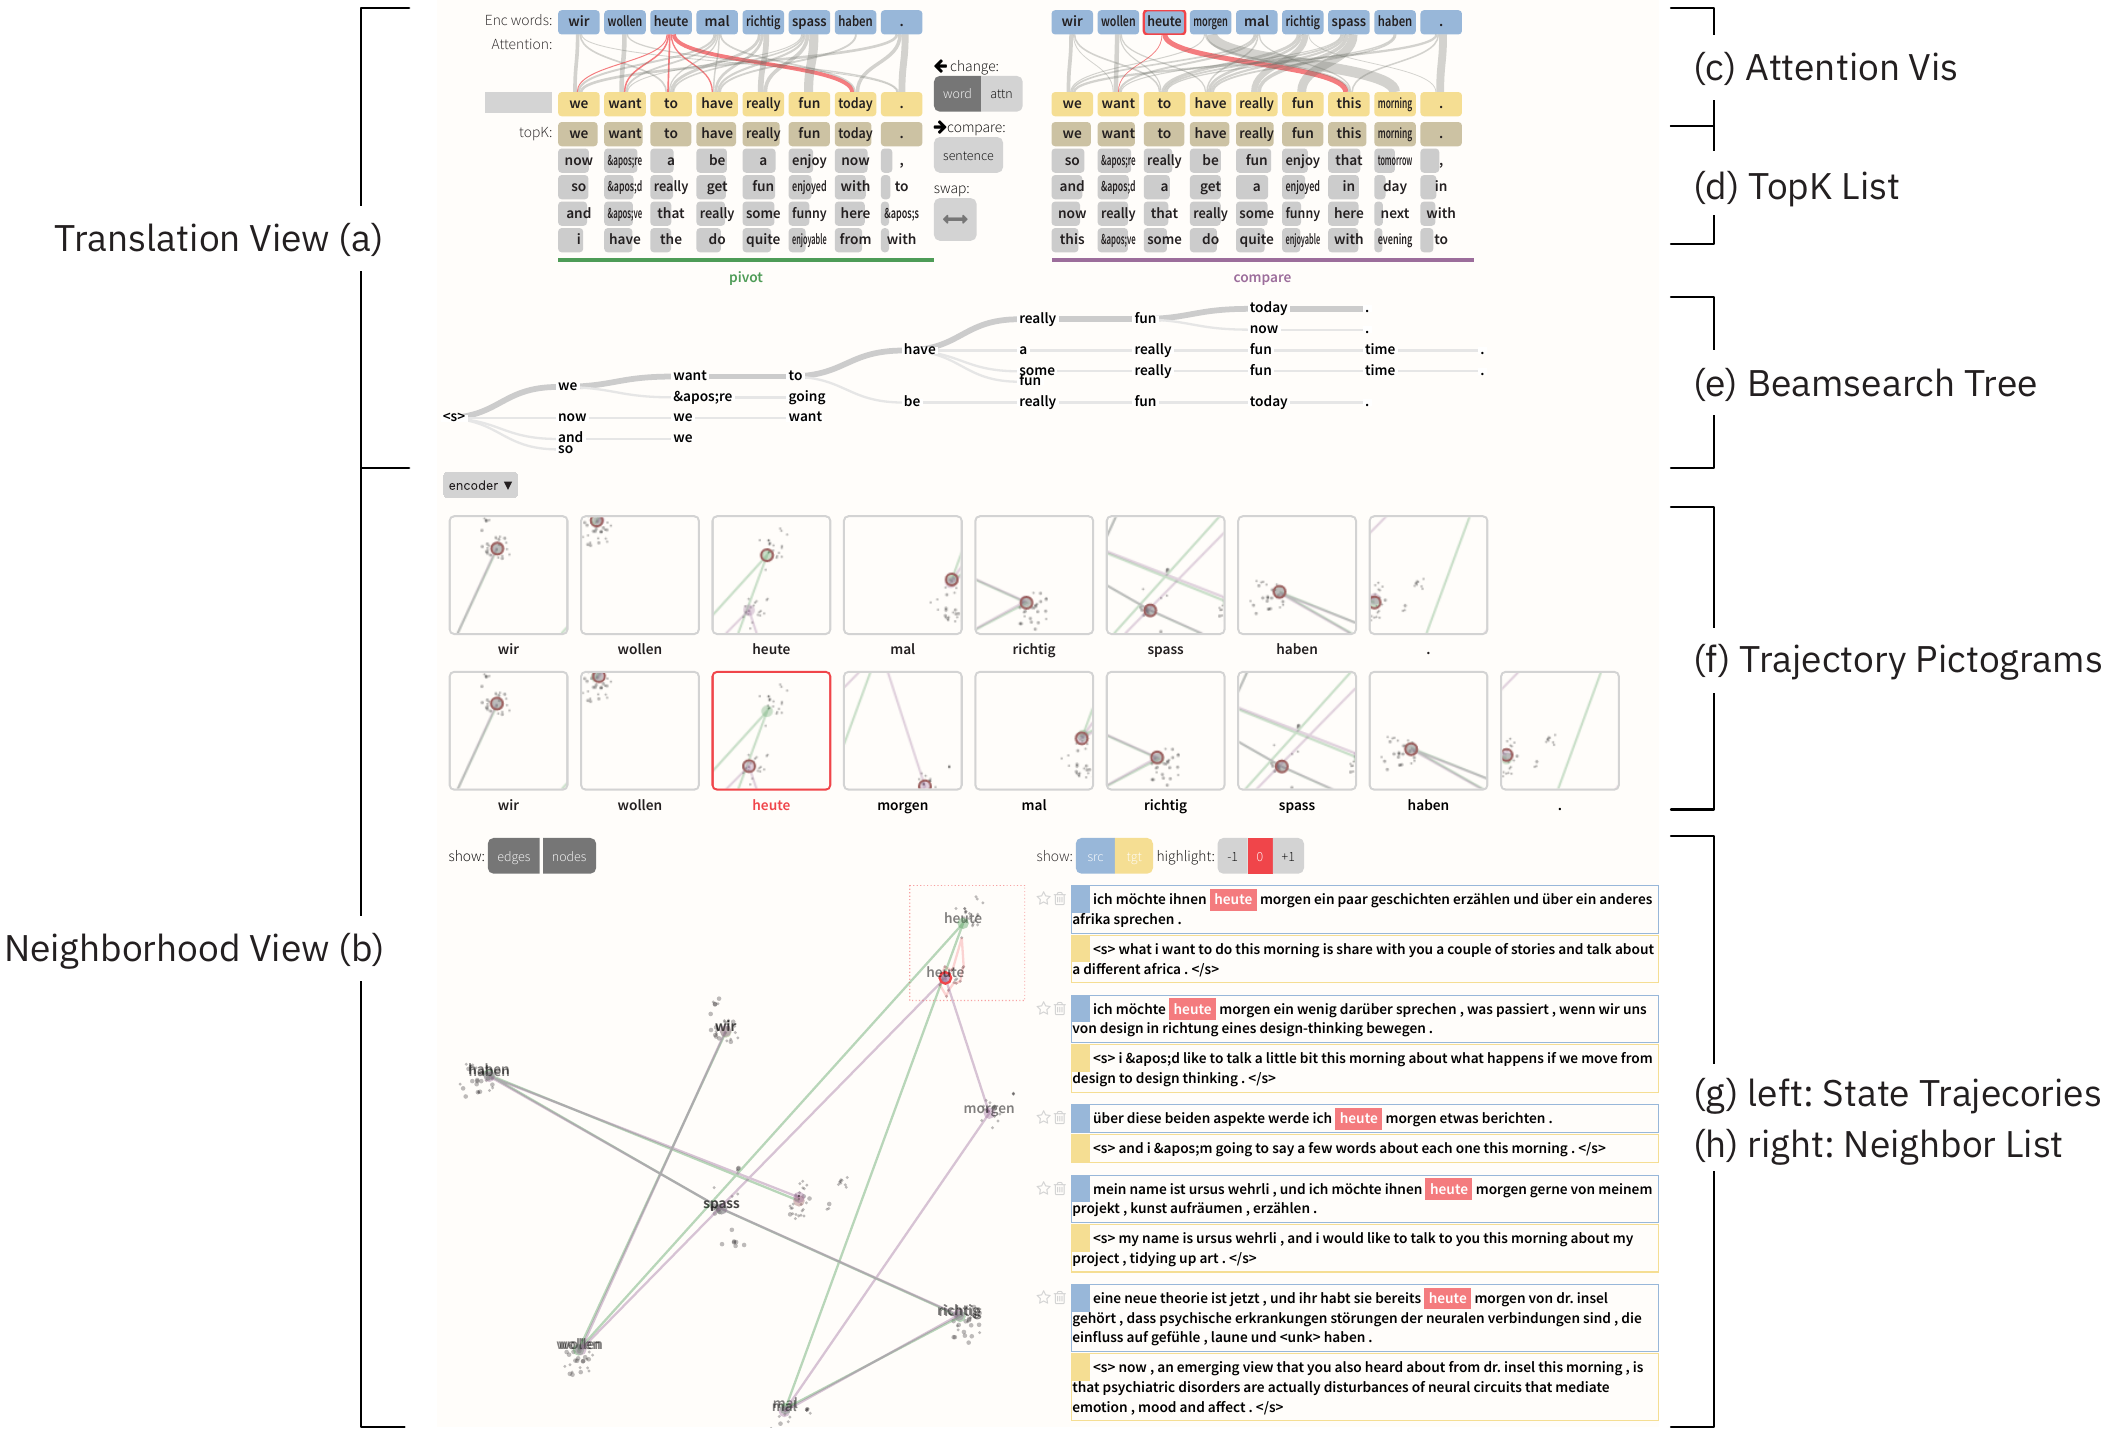 Enc words: wir wollen heute mal richtig spass haben .
wir wollen heute morgen mal richtig spass haben .
Attention:
← change:
word attn
we want to have really fun today .
we want to have really fun this morning .
topK: we want to have really fun today .
now &apos;re a be a enjoy now ,
so &apos;d really get fun enjoyed with to
and &apos;ve that really some funny here &apos;s
i have the do quite enjoyable from with
→compare:
sentence
swap:
we want to have really fun this morning .
so &apos;re really be fun enjoy that tomorrow ,
and &apos;d a get a enjoyed in day in
now really that really some funny here next with
this &apos;ve some do quite enjoyable with evening to
pivot
compare
(c) Attention Vis
(d) TopK List
Translation View (a)
really fun today .
now .
have a really fun time .
some really fun time .
fun
we want to
&apos;re going
be really fun today .
<s> now we want
and we
so
(e) Beamsearch Tree
encoder ▼
wir wollen heute mal richtig spass haben .
wir wollen heute morgen mal richtig spass haben .
(f) Trajectory Pictograms
Neighborhood View (b)
show: edges nodes
heute
heute
wir
haben
morgen
spass
richtig
wollen
mal
show: src tgt highlight: -1 0 +1
ich möchte ihnen heute morgen ein paar geschichten erzählen und über ein anderes
afrika sprechen .
<s> what i want to do this morning is share with you a couple of stories and talk about
a different africa . </s>
ich möchte heute morgen ein wenig darüber sprechen , was passiert , wenn wir uns
von design in richtung eines design-thinking bewegen .
<s> i &apos;d like to talk a little bit this morning about what happens if we move from
design to design thinking . </s>
über diese beiden aspekte werde ich heute morgen etwas berichten .
<s> and i &apos;m going to say a few words about each one this morning . </s>
mein name ist ursus wehrli , und ich möchte ihnen heute morgen gerne von meinem
projekt , kunst aufräumen , erzählen .
<s> my name is ursus wehrli , and i would like to talk to you this morning about my
project , tidying up art . </s>
eine neue theorie ist jetzt , und ihr habt sie bereits heute morgen von dr. insel
gehört , dass psychische erkrankungen störungen der neuralen verbindungen sind , die
einfluss auf gefühle , laune und <unk> haben .
<s> now , an emerging view that you also heard about from dr. insel this morning , is
that psychiatric disorders are actually disturbances of neural circuits that mediate
emotion , mood and affect . </s>
(g) left: State Trajecories
(h) right: Neighbor List